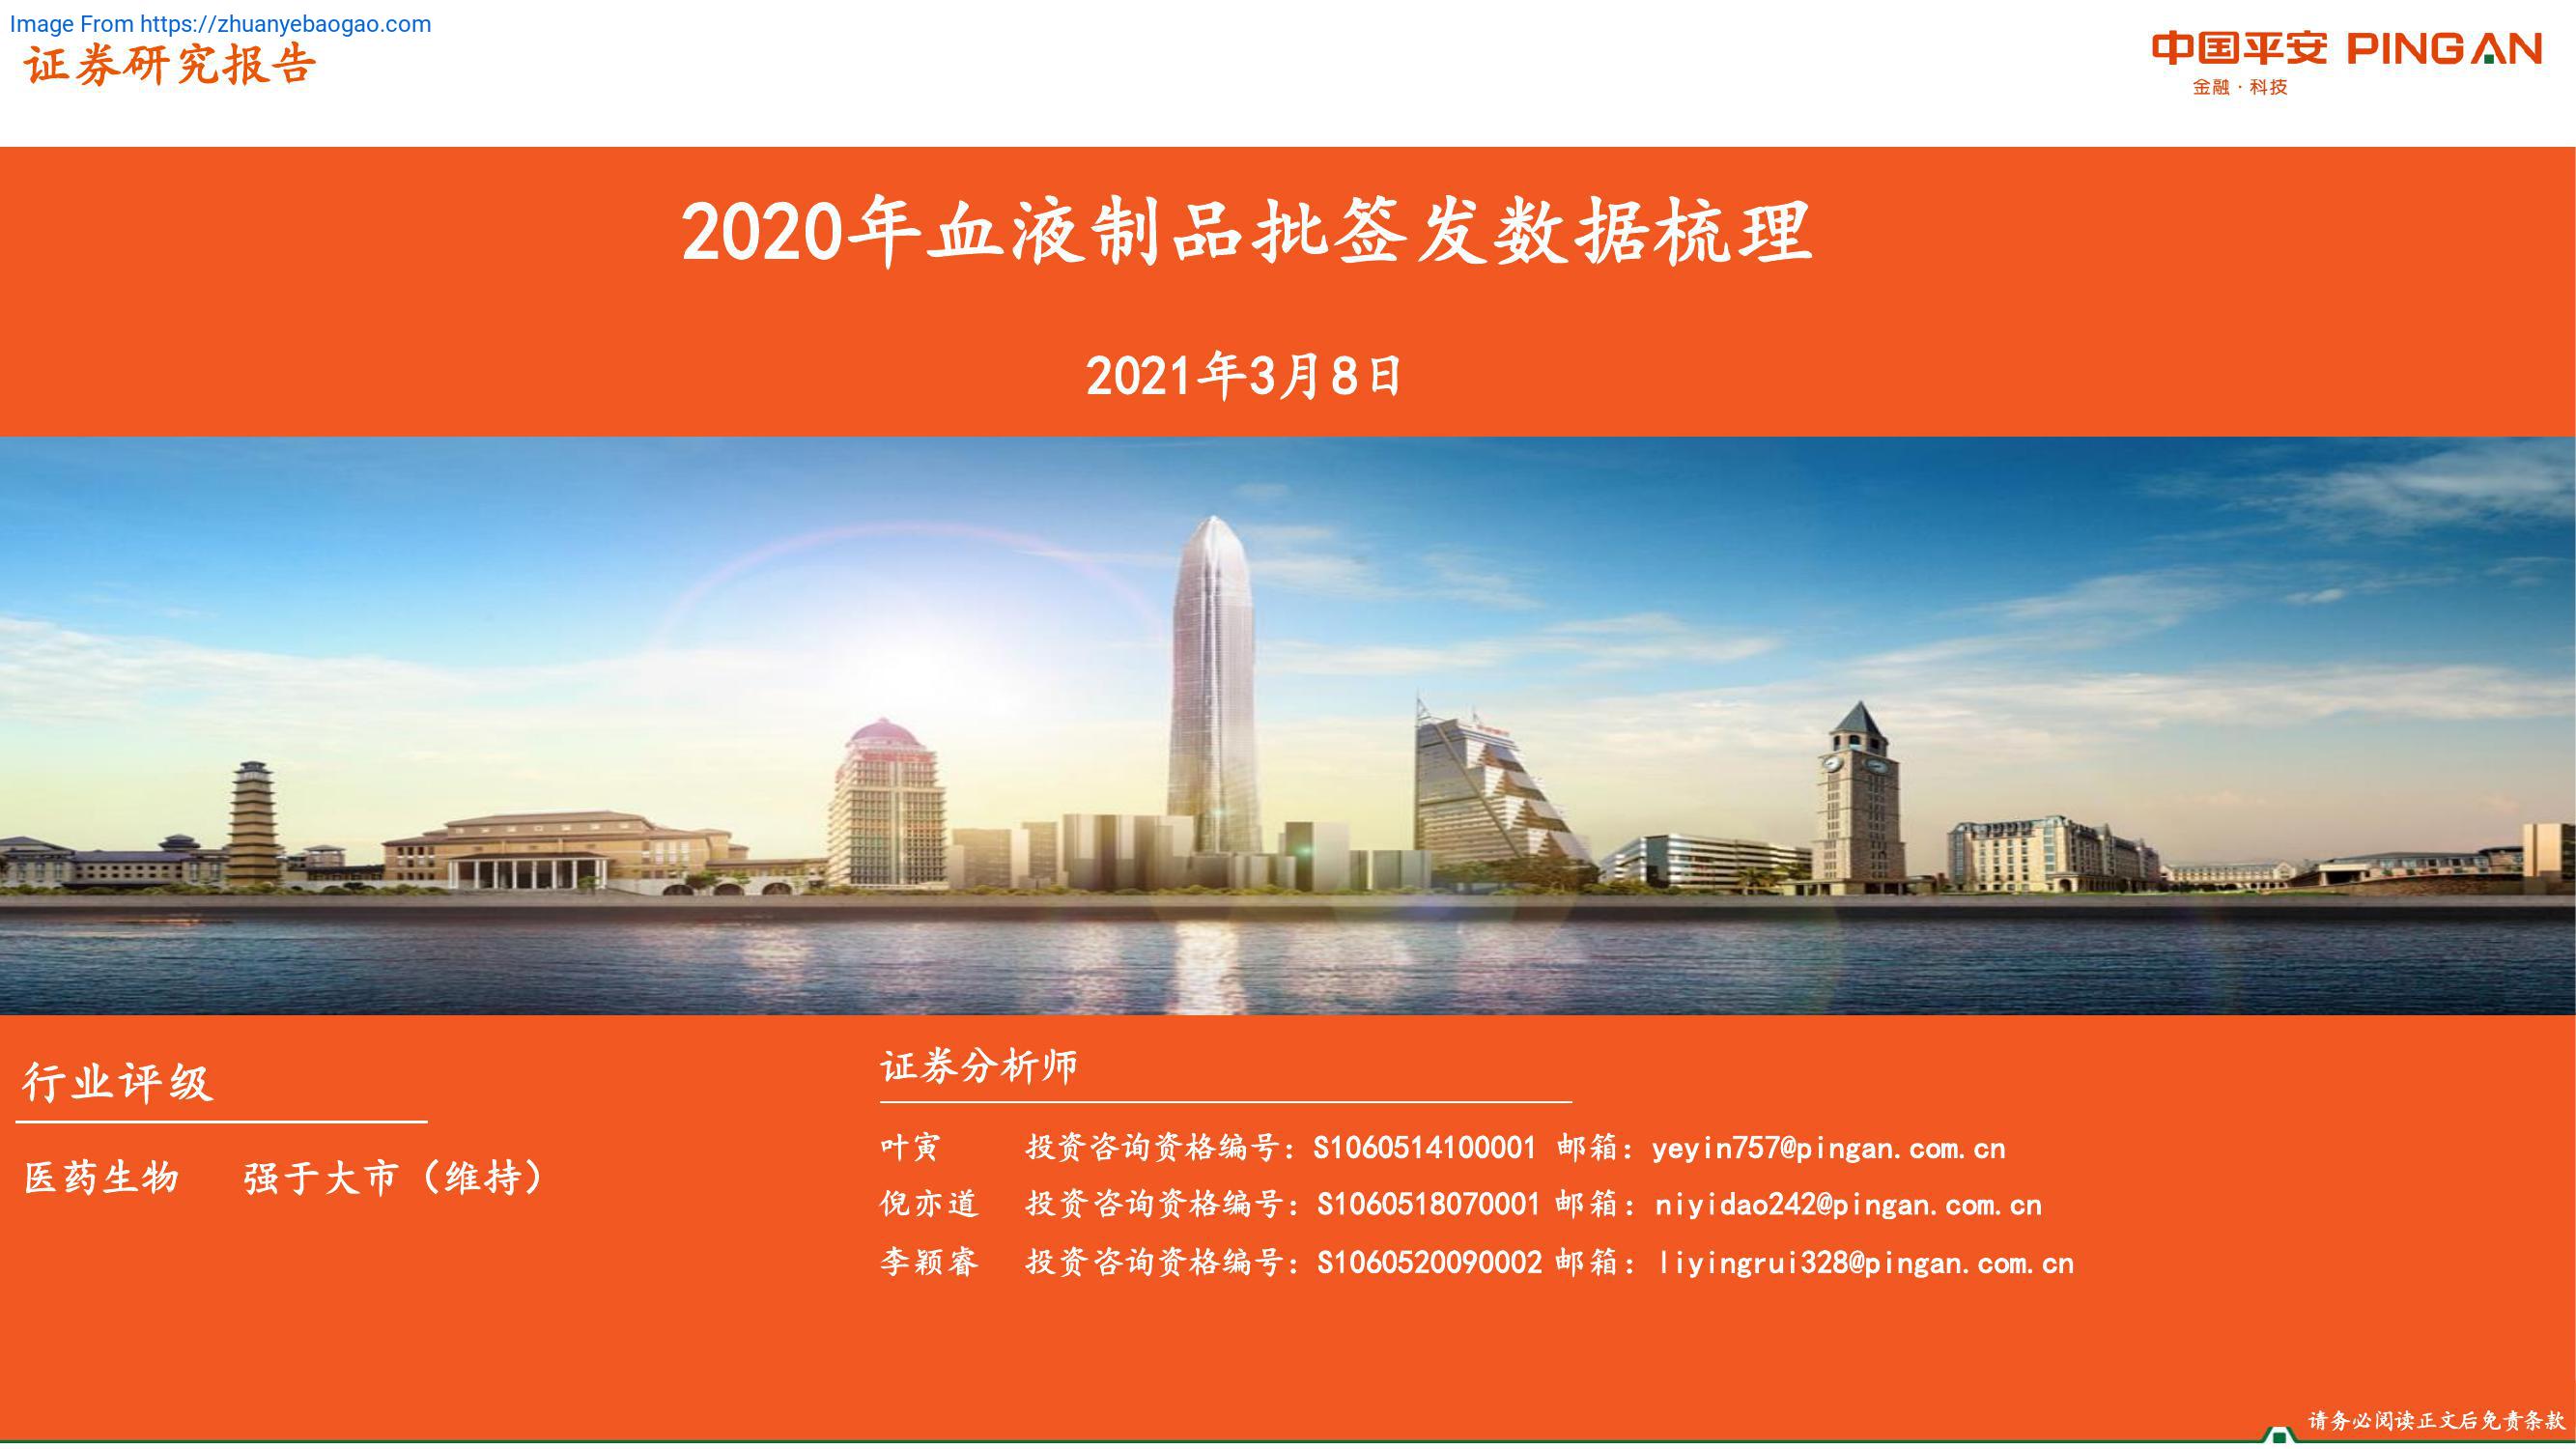 Image From https://zhuanyebaogao.com
证券研究报告
中国平安 PINGAN
金融·科技
2020年血液制品批签发数据梳理
2021年3月8日
行业评级
医药生物 强于大市（维持）
证券分析师
叶寅 投资咨询资格编号：S1060514100001 邮箱：yeyin757@pingan.com.cn
倪亦道 投资咨询资格编号：S1060518070001 邮箱：niyidao242@pingan.com.cn
李颖睿 投资咨询资格编号：S1060520090002 邮箱：liyingrui328@pingan.com.cn
请务必阅读正文后免责条款